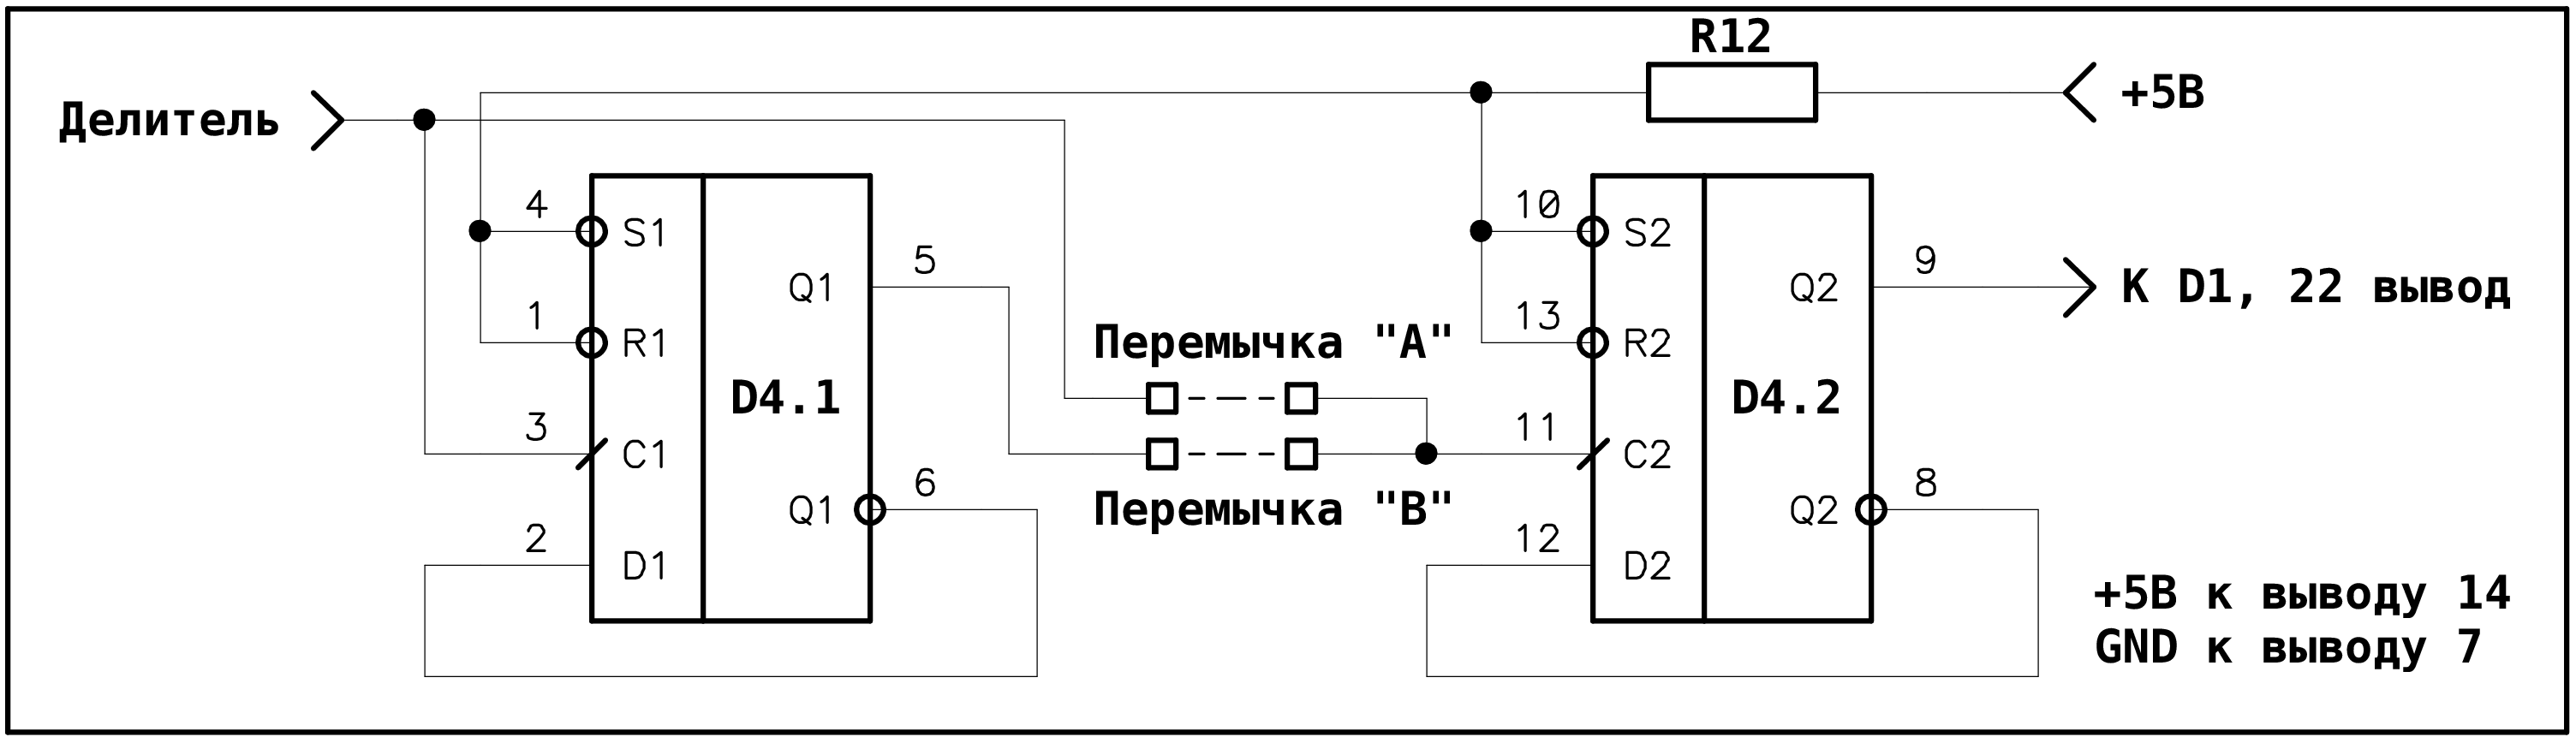 R12
Делитель
+5В
4
S1
10
S2
5
Q1
9
Q2
К D1, 22 вывод
1
R1
13
R2
Перемычка "А"
D4.1
D4.2
3
C1
11
C2
6
Q1
Перемычка "В"
8
Q2
2
D1
12
D2
+5В к выводу 14
GND к выводу 7